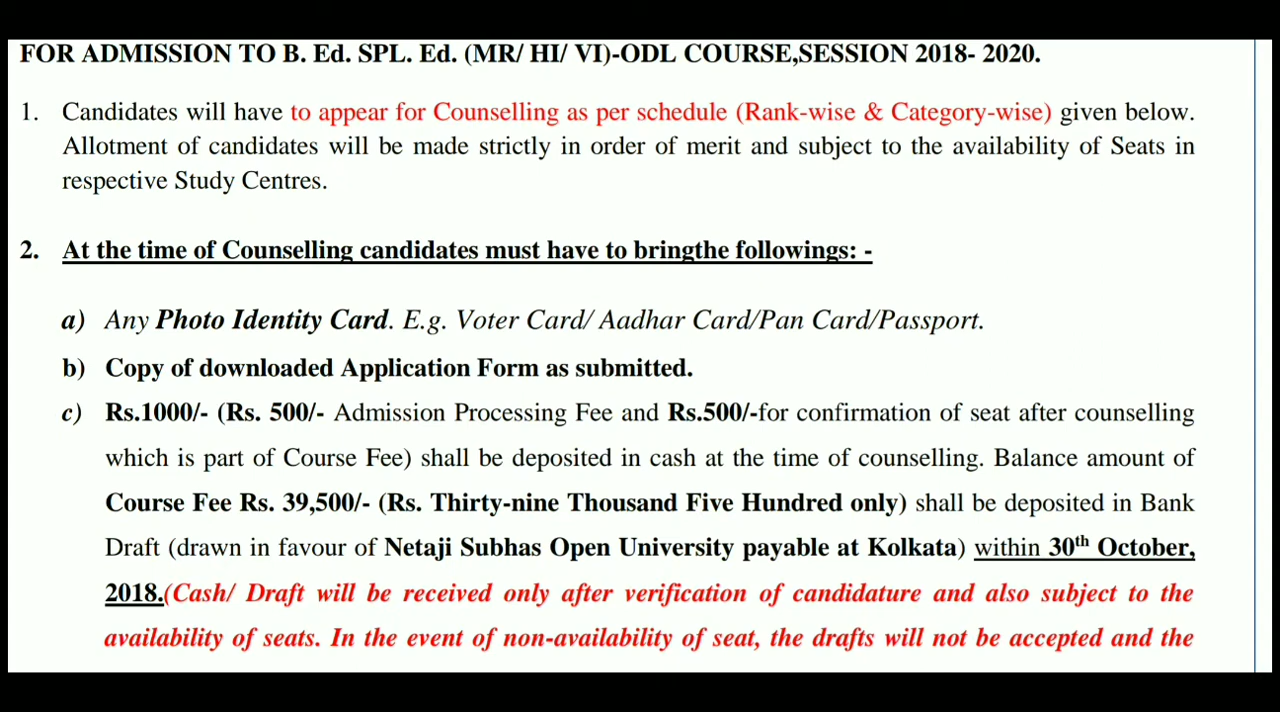 FOR ADMISSION TO B. Ed. SPL. Ed. (MR/ HI/ VI)-ODL COURSE,SESSION 2018- 2020.
1. Candidates will have to appear for Counselling as per schedule (Rank-wise & Category-wise) given below.
Allotment of candidates will be made strictly in order of merit and subject to the availability of Seats in
respective Study Centres.
2. At the time of Counselling candidates must have to bringthe followings: -
a) Any Photo Identity Card. E.g. Voter Card/ Aadhar Card/Pan Card/Passport.
b) Copy of downloaded Application Form as submitted.
c) Rs.1000/- (Rs. 500/- Admission Processing Fee and Rs.500/-for confirmation of seat after counselling
which is part of Course Fee) shall be deposited in cash at the time of counselling. Balance amount of
Course Fee Rs. 39,500/- (Rs. Thirty-nine Thousand Five Hundred only) shall be deposited in Bank
Draft (drawn in favour of Netaji Subhas Open University payable at Kolkata) within 30th October,
2018.(Cash/ Draft will be received only after verification of candidature and also subject to the
availability of seats. In the event of non-availability of seat, the drafts will not be accepted and the